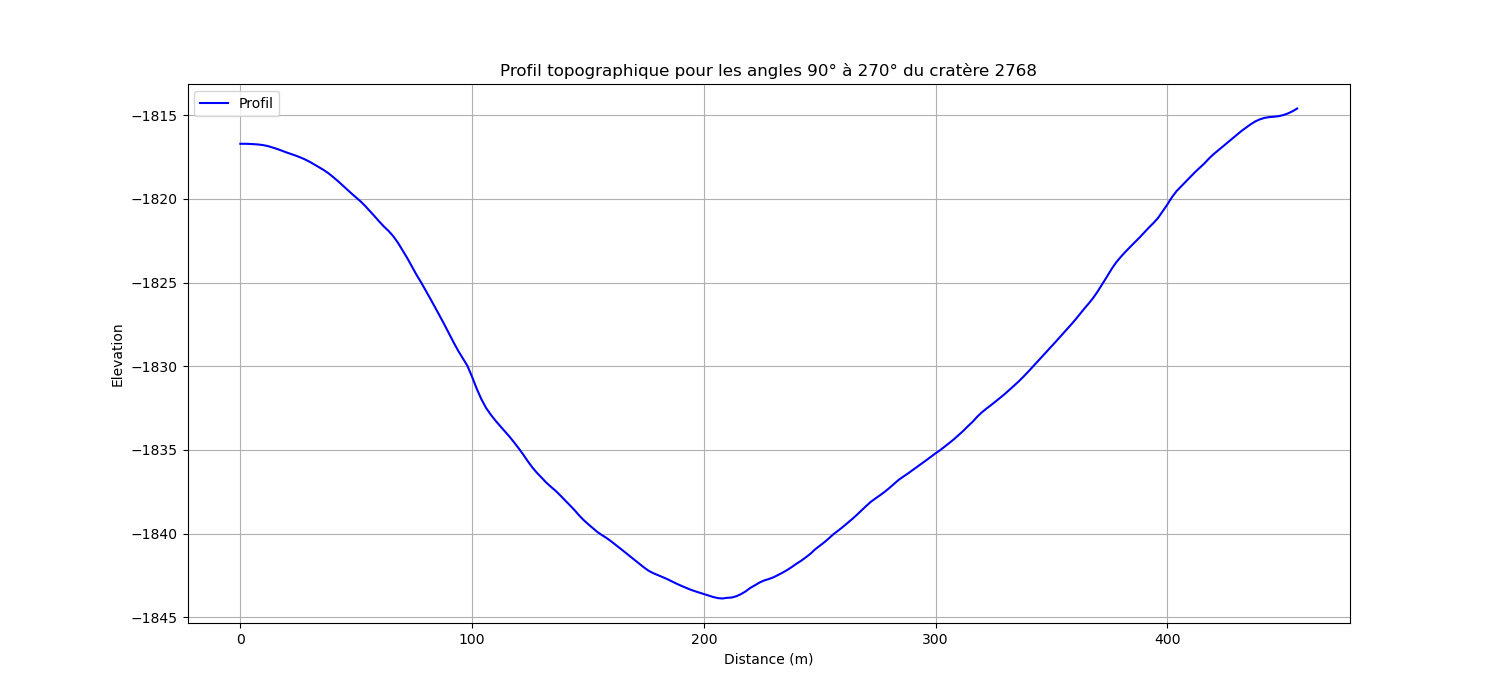 Profil topographique pour les angles 90° à 270° du cratère 2768
Profil
−1815
−1820
−1825
−1830
−1835
−1840
−1845
Elevation
0 100 200 300 400
Distance (m)